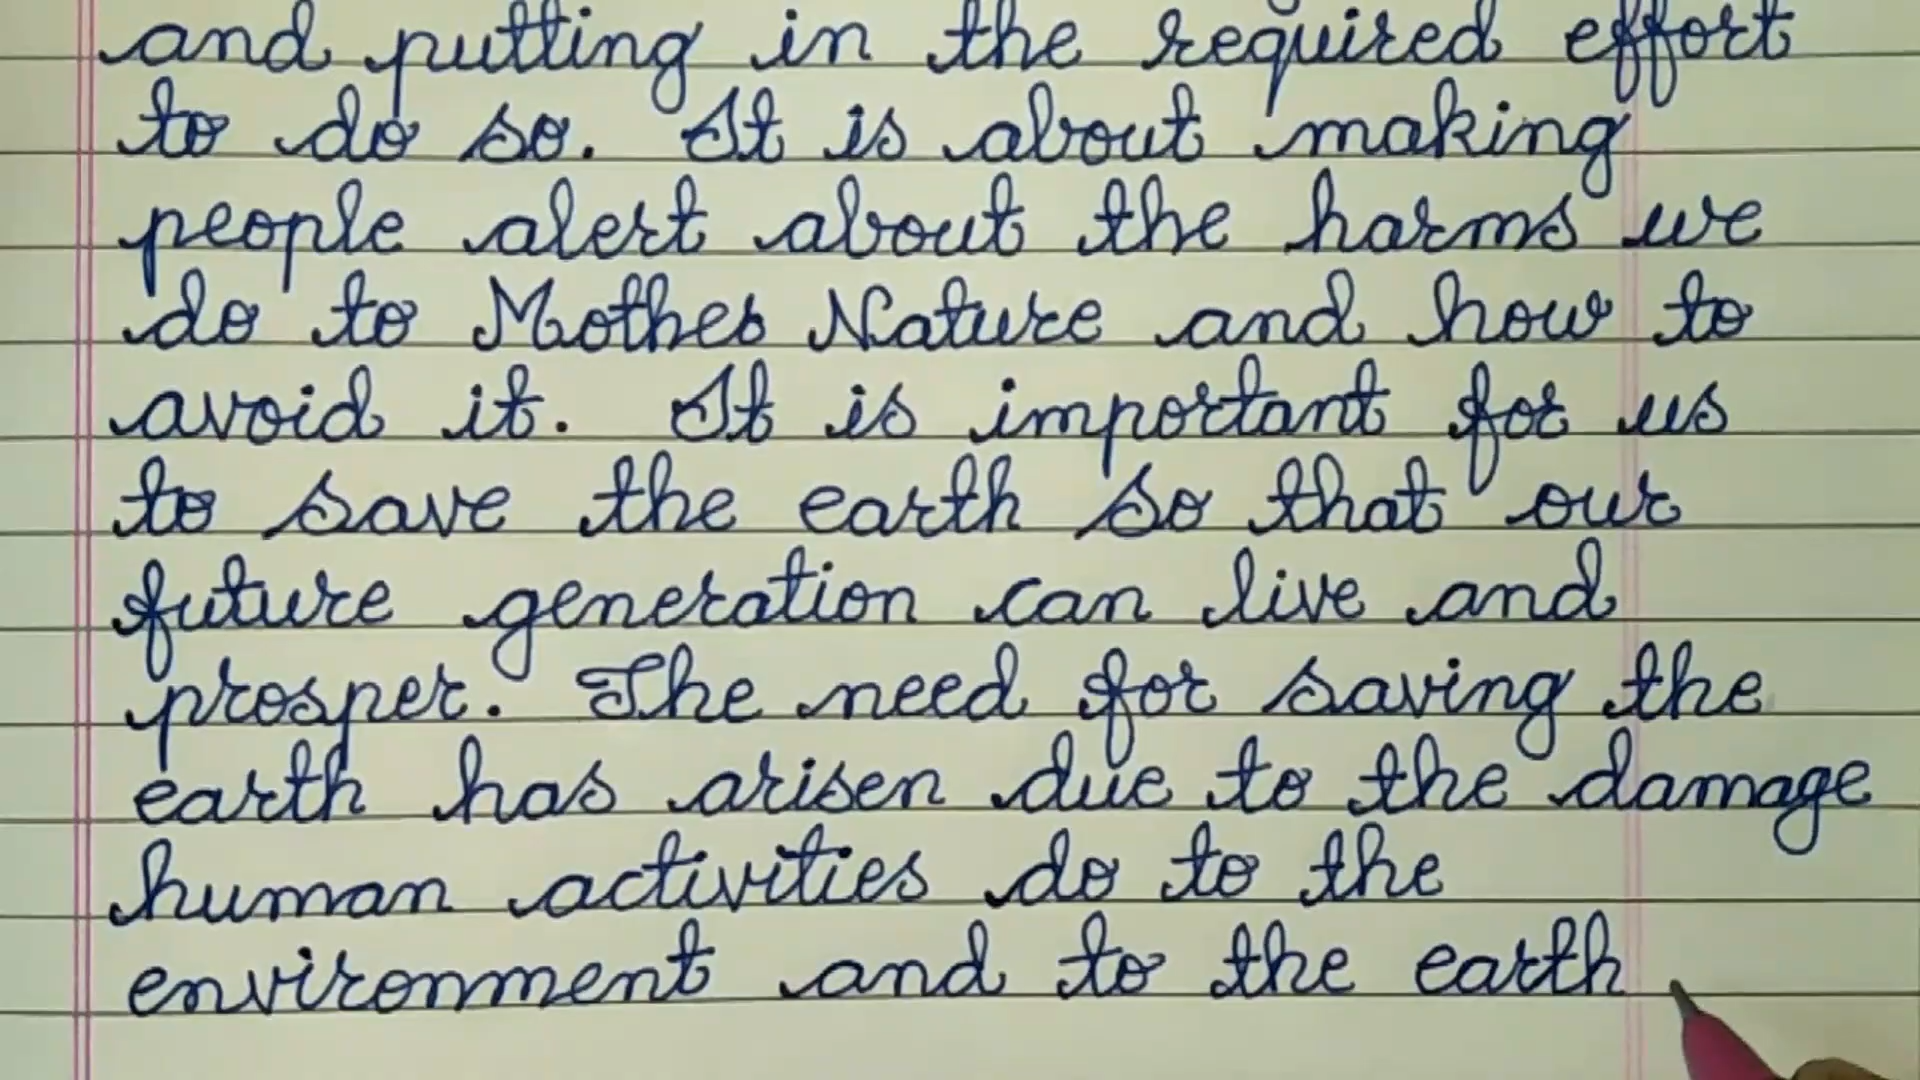 and putting in the required effort
to do so. It is about making
people alert about the harms we
do to Mother Nature and how to
avoid it. It is important for us
to save the earth so that our
future generation can live and
prosper. The need for saving the
earth has arisen due to the damage
human activities do to the
environment and to the earth